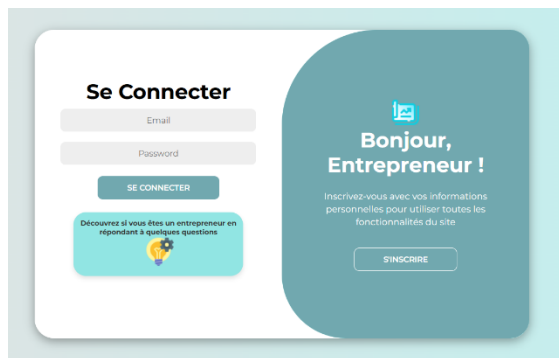 Se Connecter
Email
Password
SE CONNECTER
Découvrez si vous êtes un entrepreneur en
répondant à quelques questions
Bonjour,
Entrepreneur !
Inscrivez-vous avec vos informations
personnelles pour utiliser toutes les
fonctionnalités du site
S'INSCRIRE